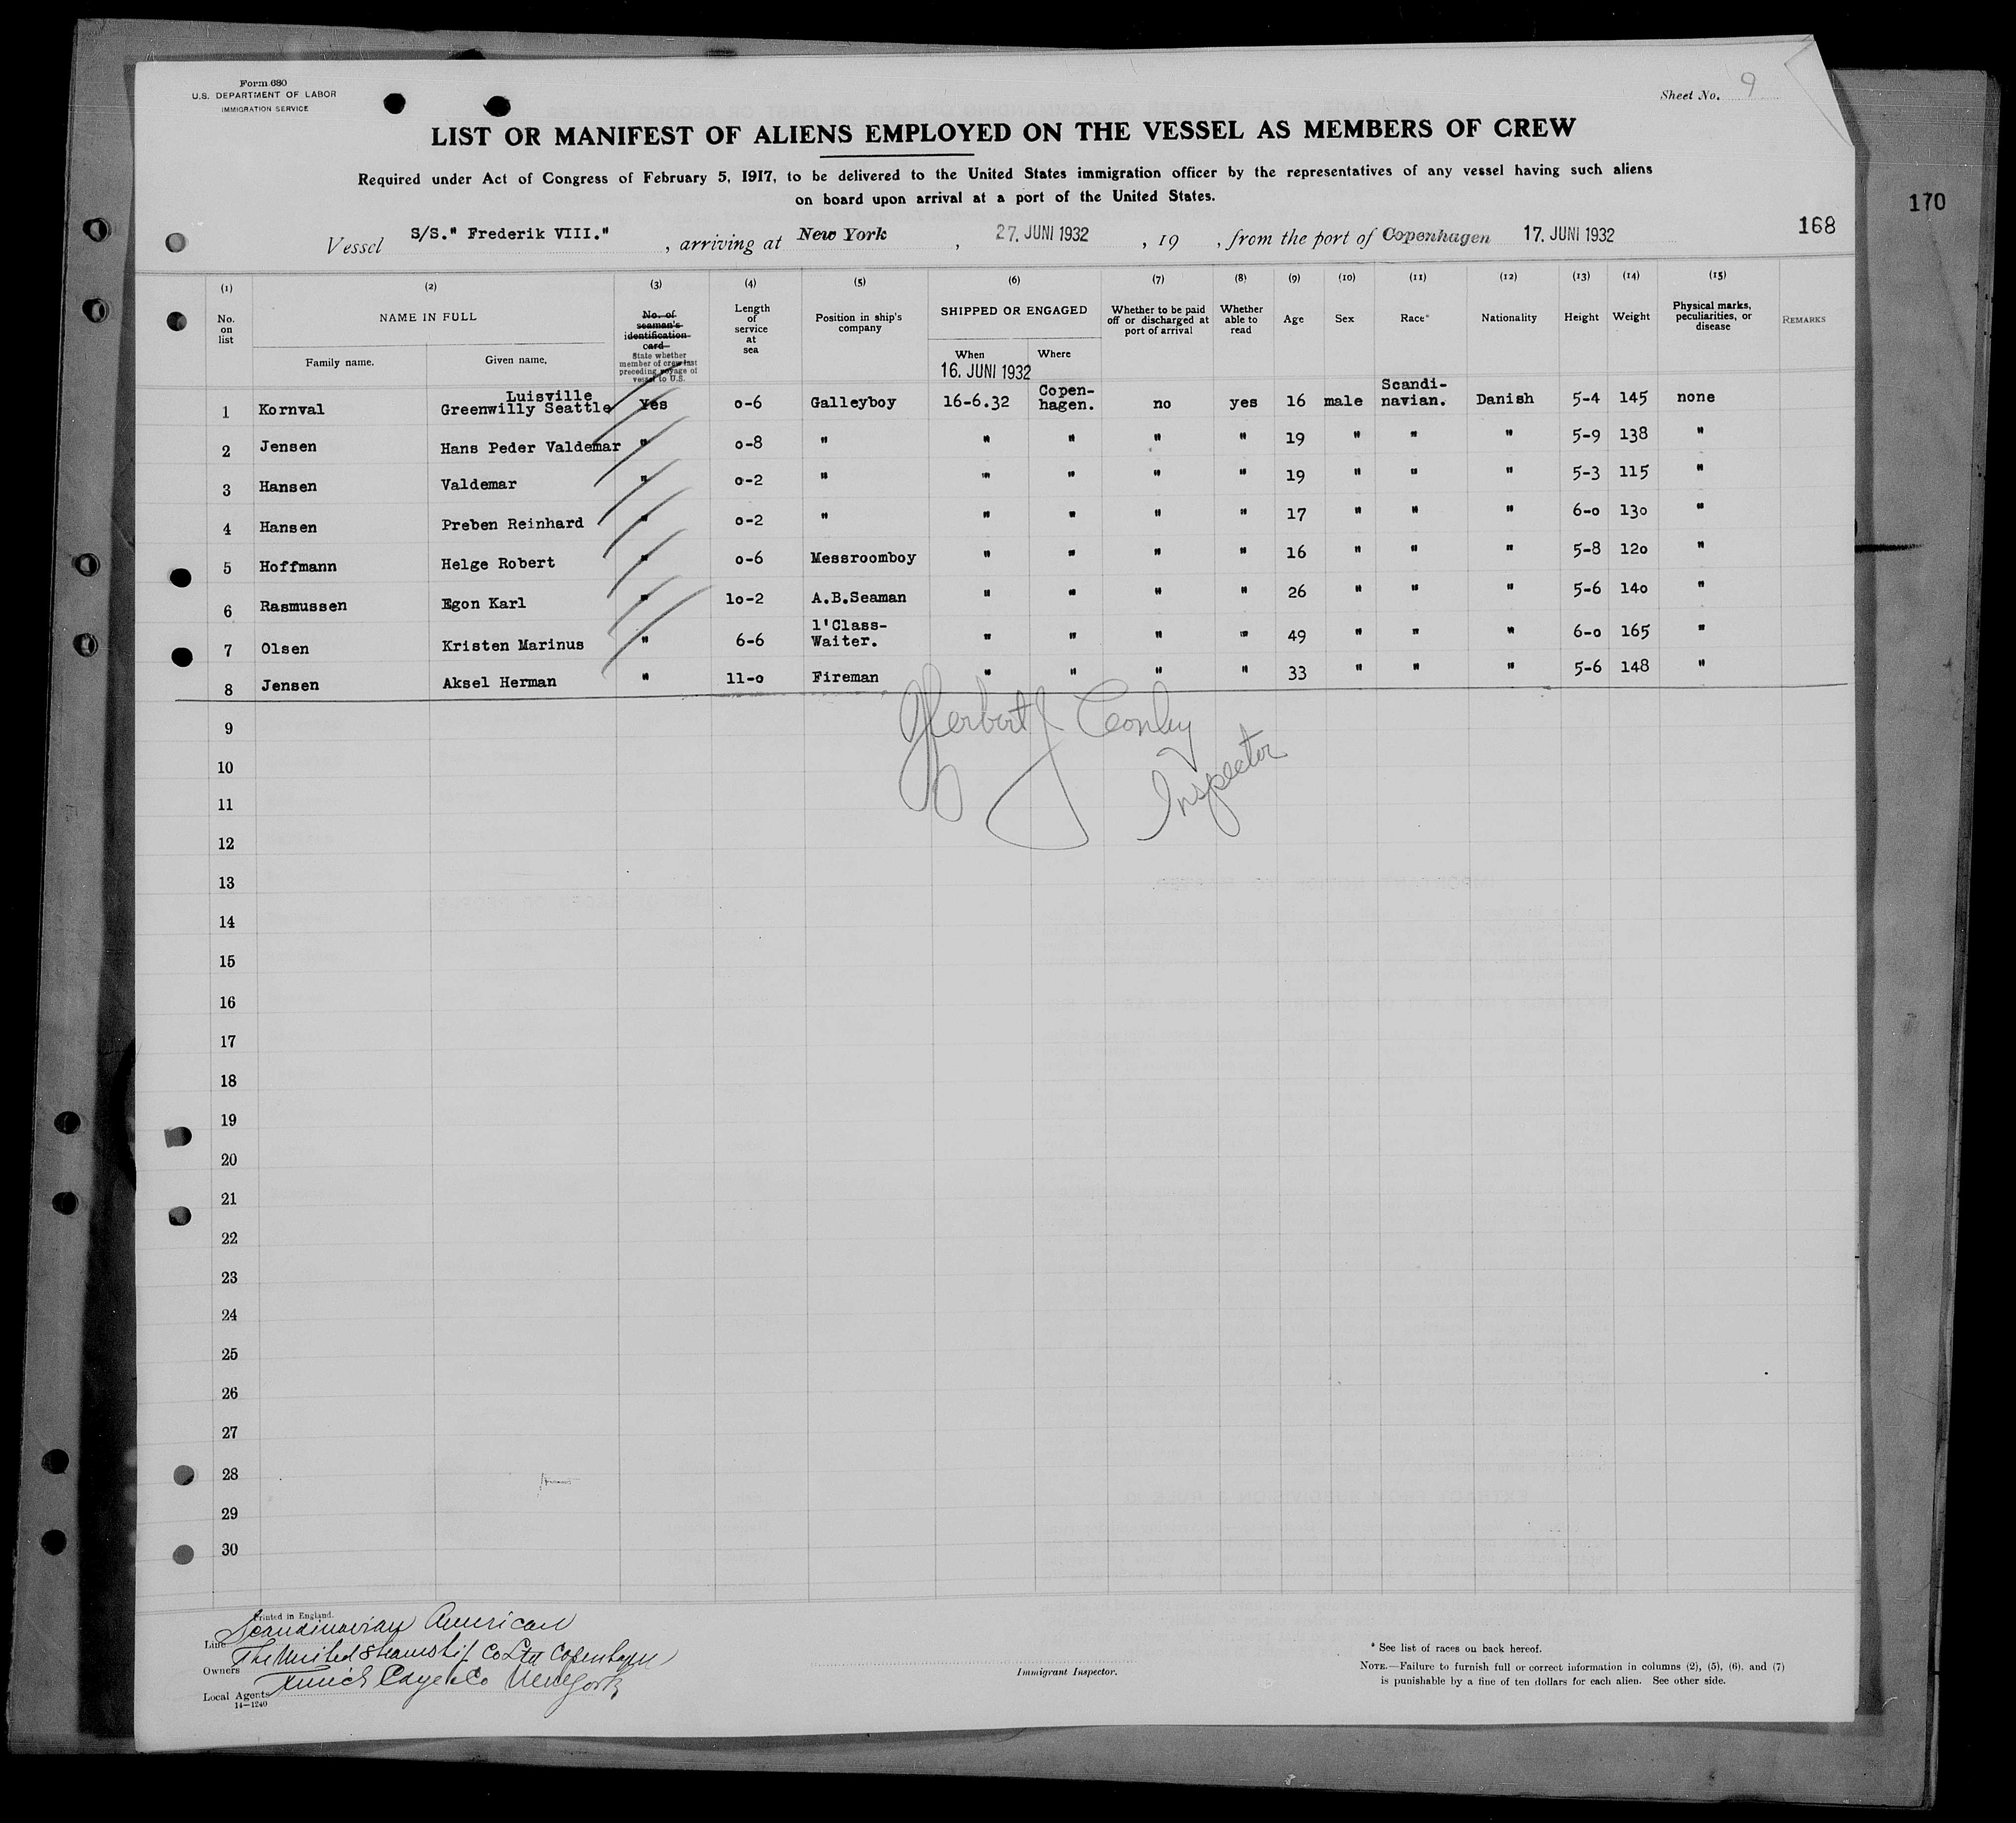 Form 680
U.S. DEPARTMENT OF LABOR
IMMIGRATION SERVICE
Sheet No. 9
LIST OR MANIFEST OF ALIENS EMPLOYED ON THE VESSEL AS MEMBERS OF CREW
Required under Act of Congress of February 5, 1917, to be delivered to the United States immigration officer by the representatives of any vessel having such aliens
on board upon arrival at a port of the United States.
170
168
Vessel S/S." Frederik VIII." , arriving at New York , 27. JUNI 1932 , 19 , from the port of Copenhagen 17. JUNI 1932
(1) (2) (3) (4) (5) (6) (7) (8) (9) (10) (11) (12) (13) (14) (15)
No. on list
NAME IN FULL
Family name. Given name.
No. of seaman's identification card
State whether member of crew last preceding voyage of vessel to U.S.
Length of service at sea
Position in ship's company
SHIPPED OR ENGAGED
When Where
16. JUNI 1932
Whether to be paid off or discharged at port of arrival
Whether able to read
Age
Sex
Race*
Nationality
Height
Weight
Physical marks, peculiarities, or disease
REMARKS
1 Kornval Luisville Greenwilly Seattle Yes 0-6 Galleyboy 16-6.32 Copen-hagen. no yes 16 male Scandi-navian. Danish 5-4 145 none
2 Jensen Hans Peder Valdemar " 0-8 " " " " " 19 " " " 5-9 138 "
3 Hansen Valdemar " 0-2 " " " " " 19 " " " 5-3 115 "
4 Hansen Preben Reinhard " 0-2 " " " " " 17 " " " 6-0 130 "
5 Hoffmann Helge Robert " 0-6 Messroomboy " " " " 16 " " " 5-8 120 "
6 Rasmussen Egon Karl " 10-2 A.B.Seaman " " " " 26 " " " 5-6 140 "
7 Olsen Kristen Marinus " 6-6 1'Class-Waiter. " " " " 49 " " " 6-0 165 "
8 Jensen Aksel Herman " 11-0 Fireman " " " " 33 " " " 5-6 148 "
Herbert J Conley
Inspector
9
10
11
12
13
14
15
16
17
18
19
20
21
22
23
24
25
26
27
28
29
30
Printed in England.
Line Scandinavian American
Owners The United Steamship Co Ltd Copenhagen
Local Agents Co New York
14—1240
Immigrant Inspector.
* See list of races on back hereof.
NOTE.—Failure to furnish full or correct information in columns (2), (5), (6), and (7)
is punishable by a fine of ten dollars for each alien. See other side.